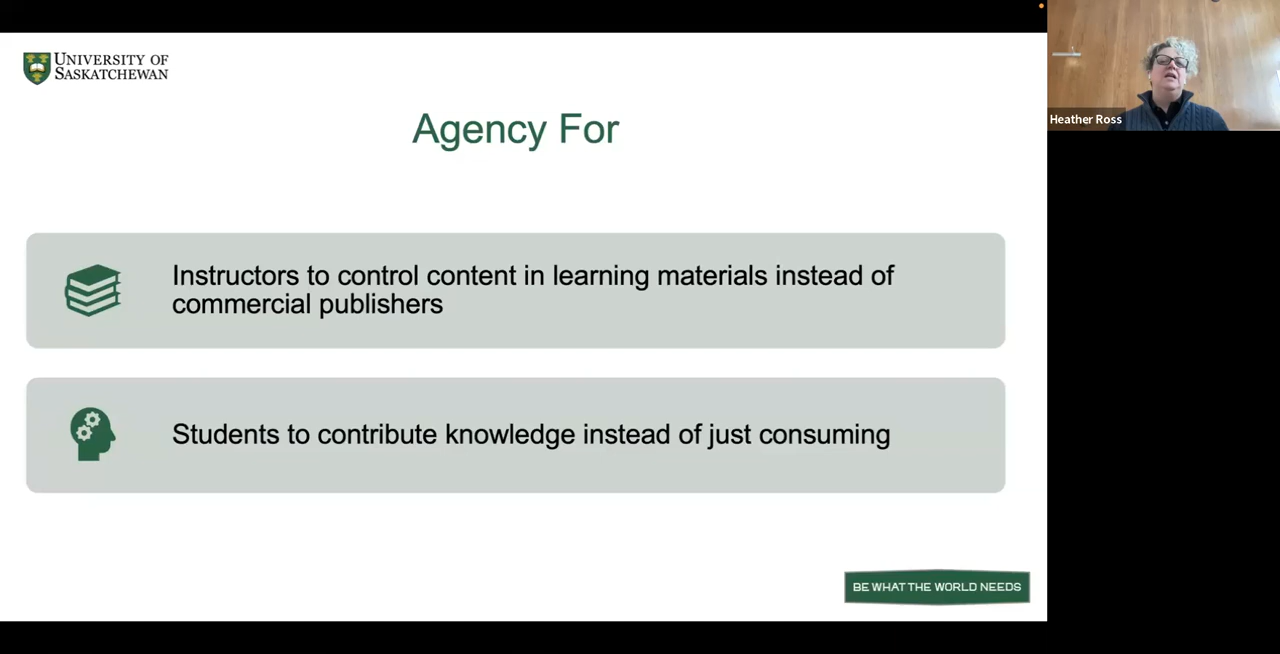 UNIVERSITY OF
SASKATCHEWAN
Heather Ross
Agency For
Instructors to control content in learning materials instead of
commercial publishers
Students to contribute knowledge instead of just consuming
BE WHAT THE WORLD NEEDS